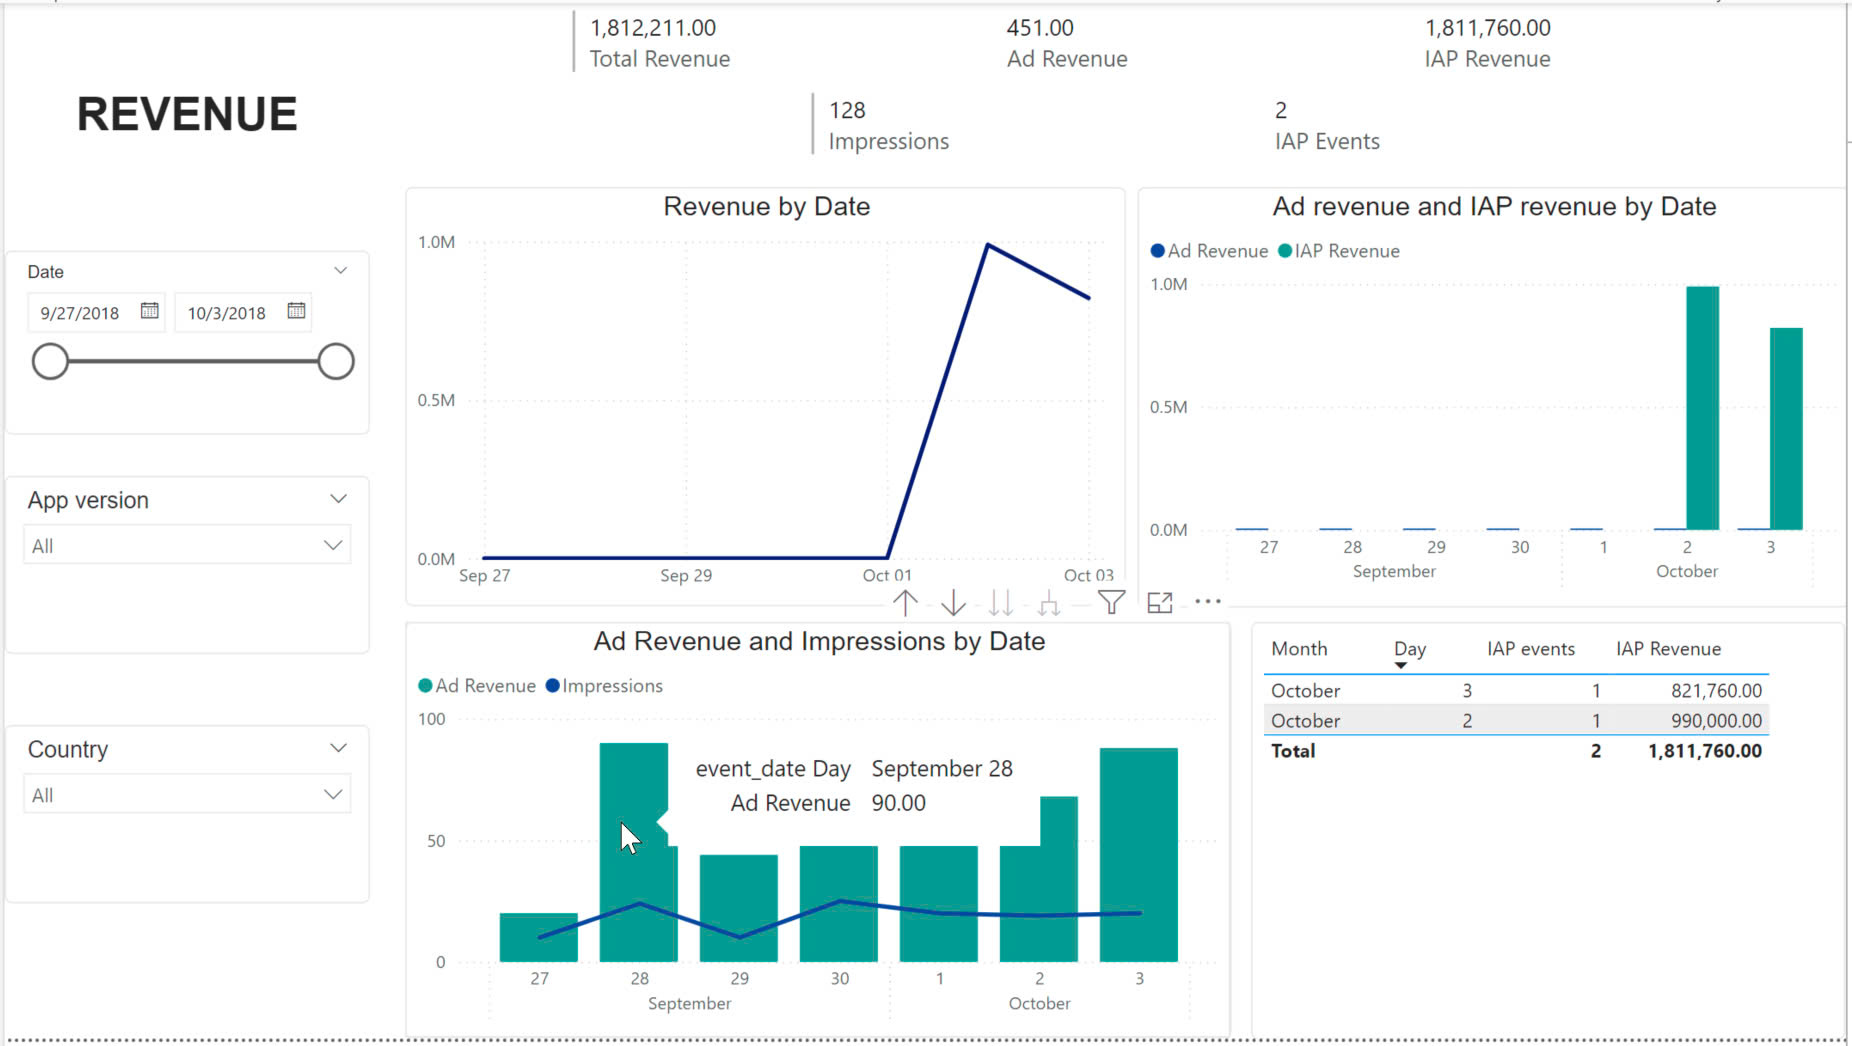 1,812,211.00
Total Revenue
451.00
Ad Revenue
1,811,760.00
IAP Revenue
REVENUE
128
Impressions
2
IAP Events
Date
9/27/2018
10/3/2018
App version
All
Country
All
Revenue by Date
1.0M
0.5M
0.0M
Sep 27
Sep 29
Oct 01
Oct 03
Ad revenue and IAP revenue by Date
Ad Revenue
IAP Revenue
1.0M
0.5M
0.0M
27 28 29 30 1 2 3
September
October
Ad Revenue and Impressions by Date
Ad Revenue
Impressions
100
50
0
event_date Day September 28
Ad Revenue 90.00
27 28 29 30 1 2 3
September
October
Month Day IAP events IAP Revenue
October 3 1 821,760.00
October 2 1 990,000.00
Total 2 1,811,760.00